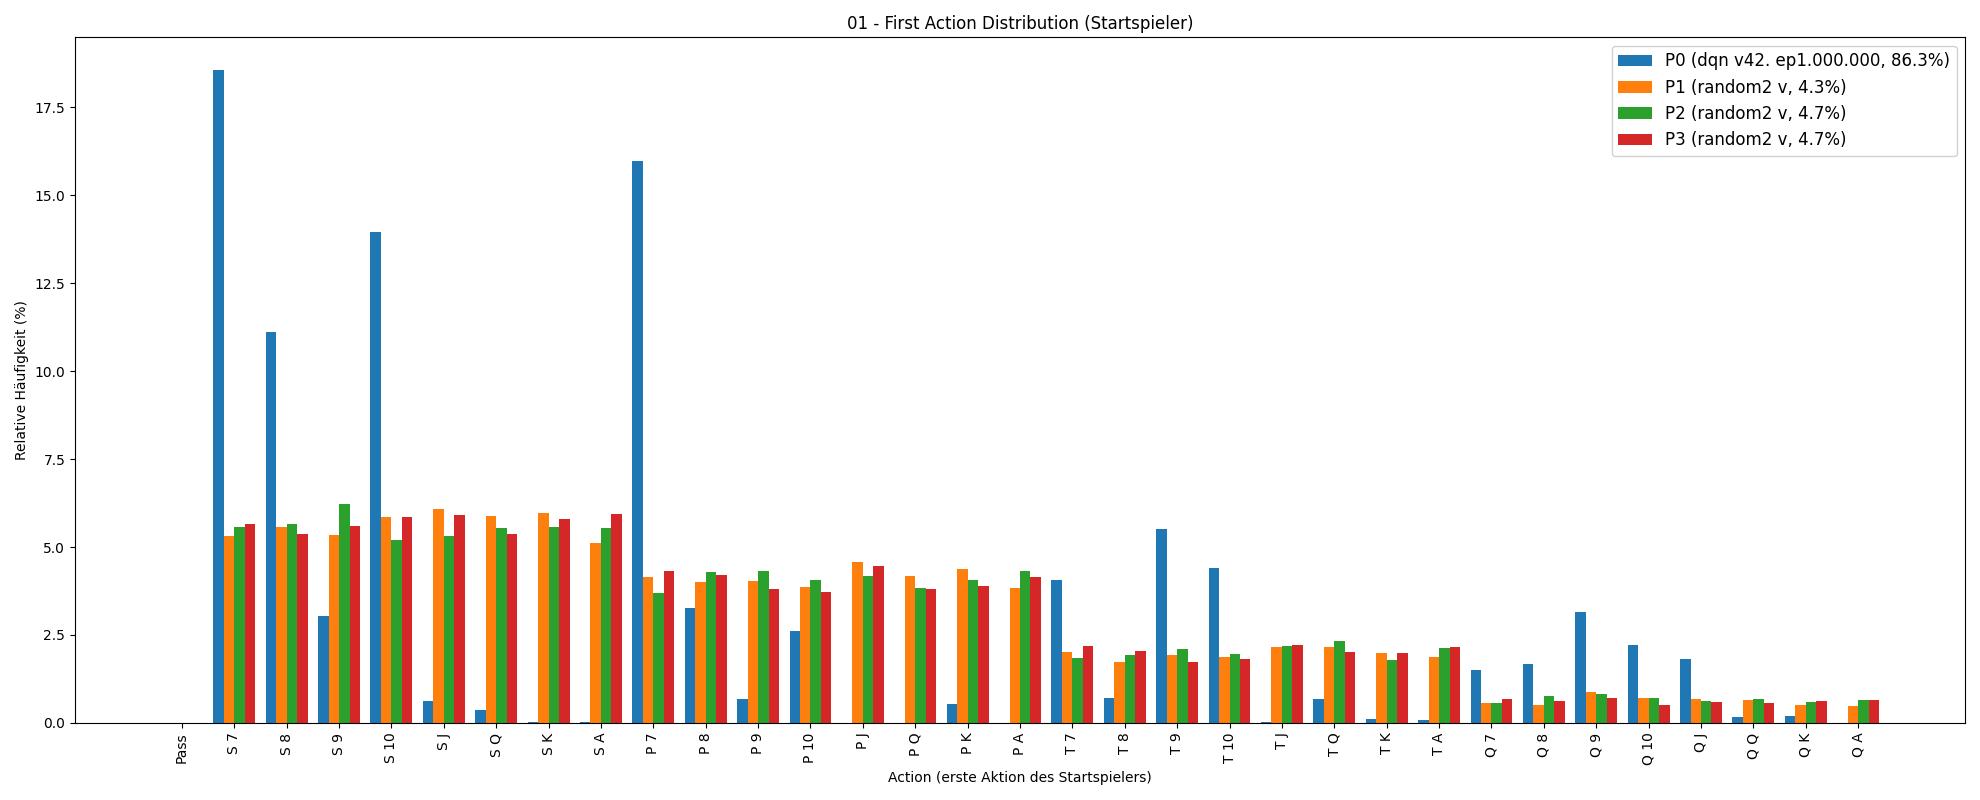 01 - First Action Distribution (Startspieler)
P0 (dqn v42. ep1.000.000, 86.3%)
P1 (random2 v, 4.3%)
P2 (random2 v, 4.7%)
P3 (random2 v, 4.7%)
Relative Häufigkeit (%)
17.5
15.0
12.5
10.0
7.5
5.0
2.5
0.0
Pass
S 7
S 8
S 9
S 10
S J
S Q
S K
S A
P 7
P 8
P 9
P 10
P J
P Q
P K
P A
T 7
T 8
T 9
T 10
T J
T Q
T K
T A
Q 7
Q 8
Q 9
Q 10
Q J
Q Q
Q K
Q A
Action (erste Aktion des Startspielers)